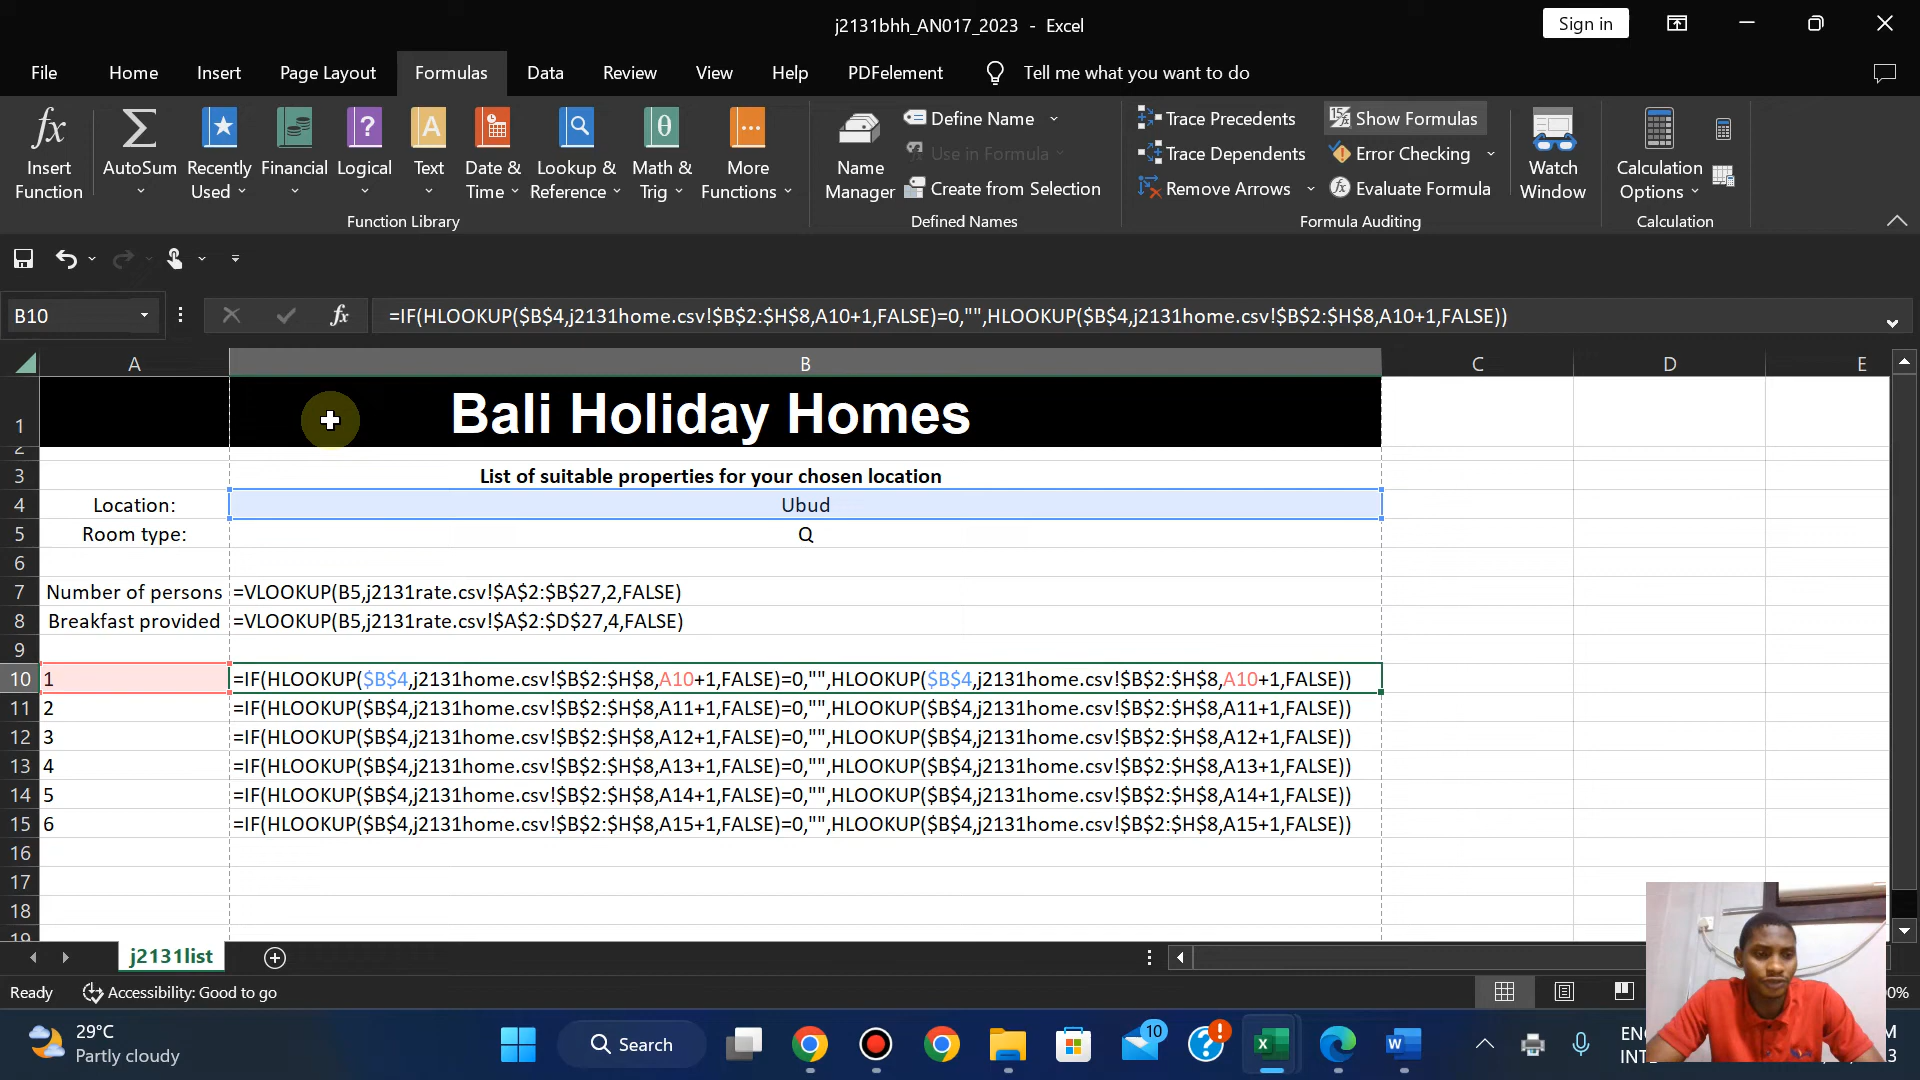 j2131bhh_AN017_2023 - Excel
Sign in
File Home Insert Page Layout Formulas Data Review View Help PDFelement Tell me what you want to do
Insert Function
AutoSum
Recently Used
Financial
Logical
Text
Date & Time
Lookup & Reference
Math & Trig
More Functions
Function Library
Name Manager
Define Name
Use in Formula
Create from Selection
Defined Names
Trace Precedents
Trace Dependents
Remove Arrows
Show Formulas
Error Checking
Evaluate Formula
Formula Auditing
Watch Window
Calculation Options
Calculation
B10
fx
=IF(HLOOKUP($B$4,j2131home.csv!$B$2:$H$8,A10+1,FALSE)=0,"",HLOOKUP($B$4,j2131home.csv!$B$2:$H$8,A10+1,FALSE))
A B C D E
1 Bali Holiday Homes
2
3 List of suitable properties for your chosen location
4 Location: Ubud
5 Room type: Q
6
7 Number of persons =VLOOKUP(B5,j2131rate.csv!$A$2:$B$27,2,FALSE)
8 Breakfast provided =VLOOKUP(B5,j2131rate.csv!$A$2:$D$27,4,FALSE)
9
10 1 =IF(HLOOKUP($B$4,j2131home.csv!$B$2:$H$8,A10+1,FALSE)=0,"",HLOOKUP($B$4,j2131home.csv!$B$2:$H$8,A10+1,FALSE))
11 2 =IF(HLOOKUP($B$4,j2131home.csv!$B$2:$H$8,A11+1,FALSE)=0,"",HLOOKUP($B$4,j2131home.csv!$B$2:$H$8,A11+1,FALSE))
12 3 =IF(HLOOKUP($B$4,j2131home.csv!$B$2:$H$8,A12+1,FALSE)=0,"",HLOOKUP($B$4,j2131home.csv!$B$2:$H$8,A12+1,FALSE))
13 4 =IF(HLOOKUP($B$4,j2131home.csv!$B$2:$H$8,A13+1,FALSE)=0,"",HLOOKUP($B$4,j2131home.csv!$B$2:$H$8,A13+1,FALSE))
14 5 =IF(HLOOKUP($B$4,j2131home.csv!$B$2:$H$8,A14+1,FALSE)=0,"",HLOOKUP($B$4,j2131home.csv!$B$2:$H$8,A14+1,FALSE))
15 6 =IF(HLOOKUP($B$4,j2131home.csv!$B$2:$H$8,A15+1,FALSE)=0,"",HLOOKUP($B$4,j2131home.csv!$B$2:$H$8,A15+1,FALSE))
16
17
18
19
j2131list
Ready Accessibility: Good to go
29°C
Partly cloudy
Search
10